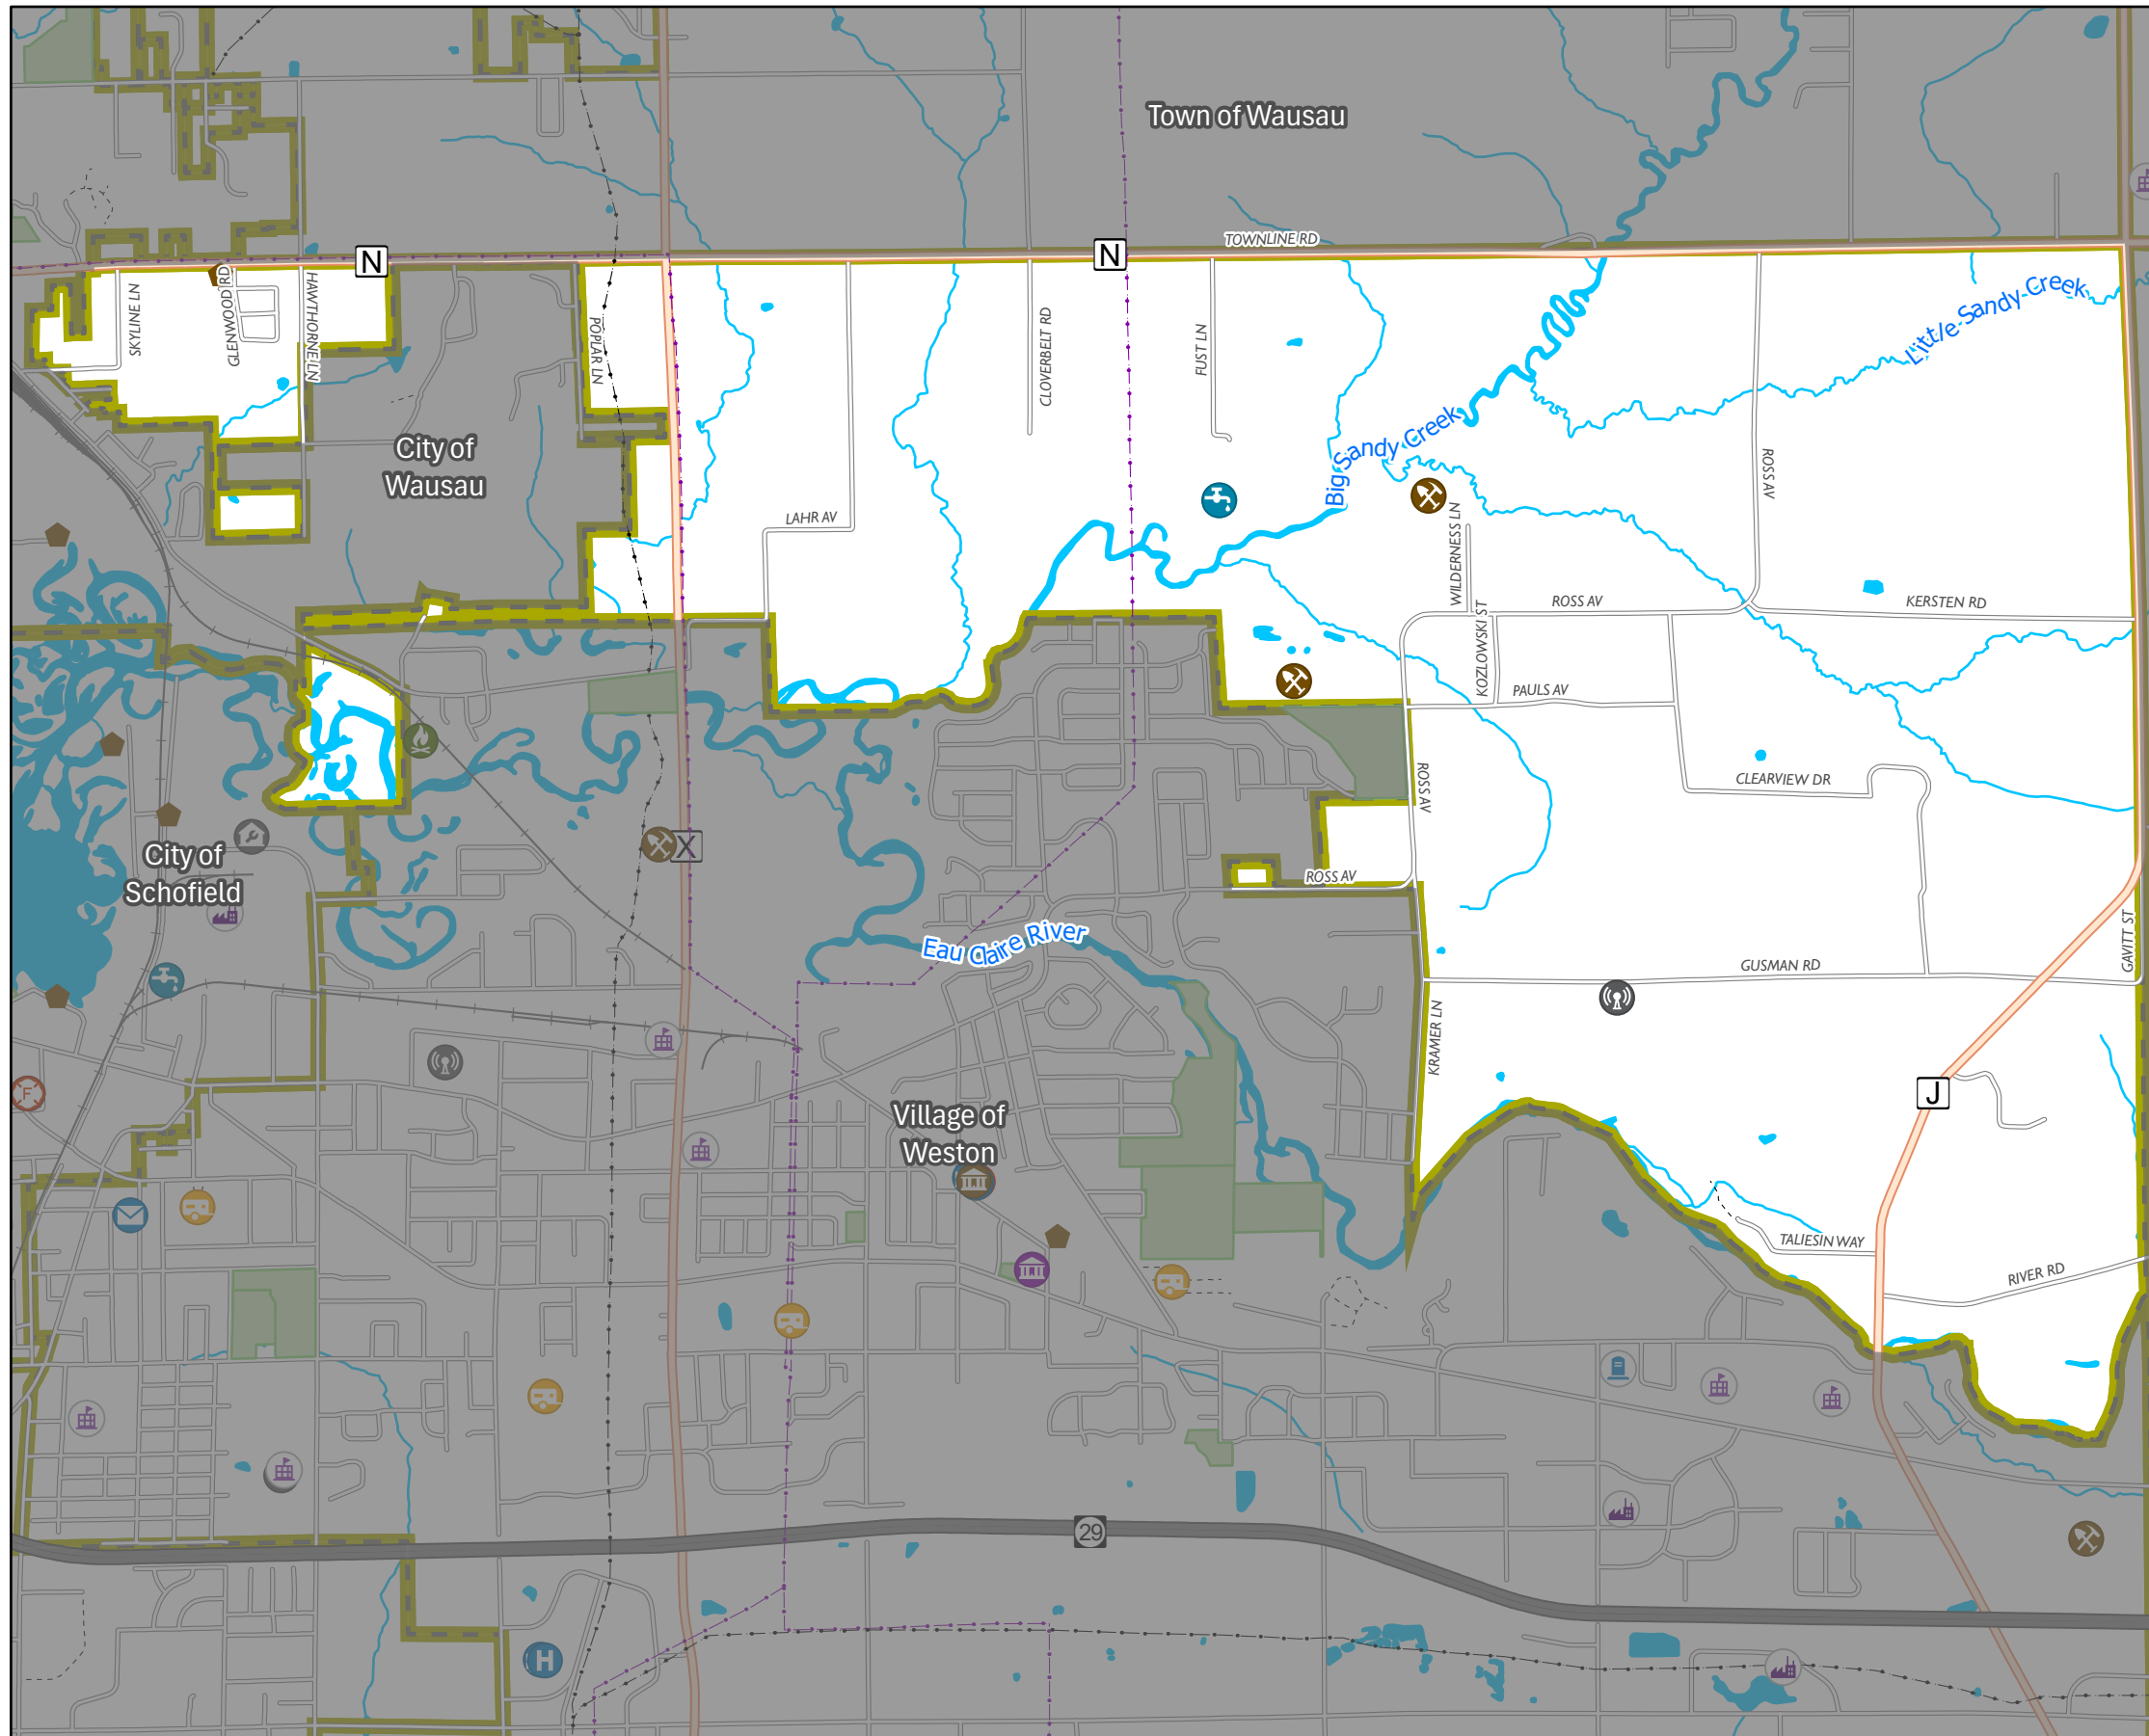 Town of Wausau
TOWNLINE RD
N
N
SKYLINE LN
GLENWOOD RD
HAWTHORNE LN
POPLAR LN
CLOVERBELT RD
FUST LN
Little Sandy Creek
Big Sandy Creek
City of
Wausau
ROSS AV
LAHR AV
WILDERNESS LN
ROSS AV
KERSTEN RD
KOZLOWSKI ST
PAULS AV
ROSS AV
CLEARVIEW DR
X
City of
Schofield
ROSS AV
Eau Claire River
GAVITT ST
GUSMAN RD
KRAMER LN
F
J
Village of
Weston
TALIESIN WAY
RIVER RD
29
H